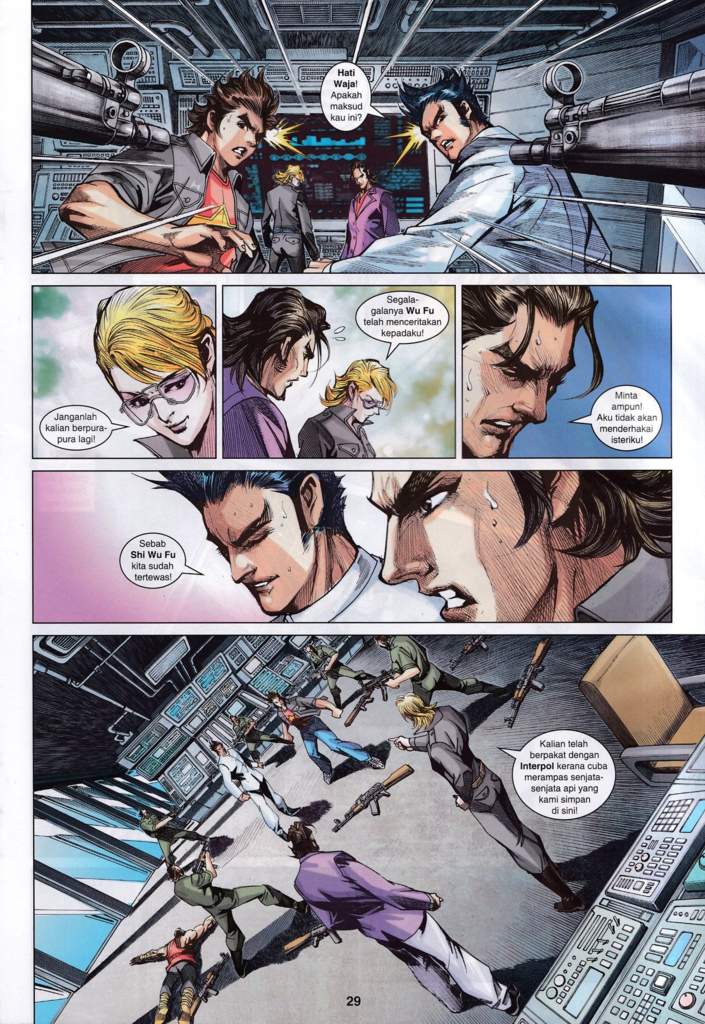 Hati
Waja!
Apakah
maksud
kau ini?
Janganlah
kalian berpura-
pura lagi!
Segala-
galanya Wu Fu
telah menceritakan
kepadaku!
Minta
ampun!
Aku tidak akan
menderhakai
isteriku!
Sebab
Shi Wu Fu
kita sudah
tertewas!
Kalian telah
berpakat dengan
Interpol kerana cuba
merampas senjata-
senjata api yang
kami simpan
di sini!
29